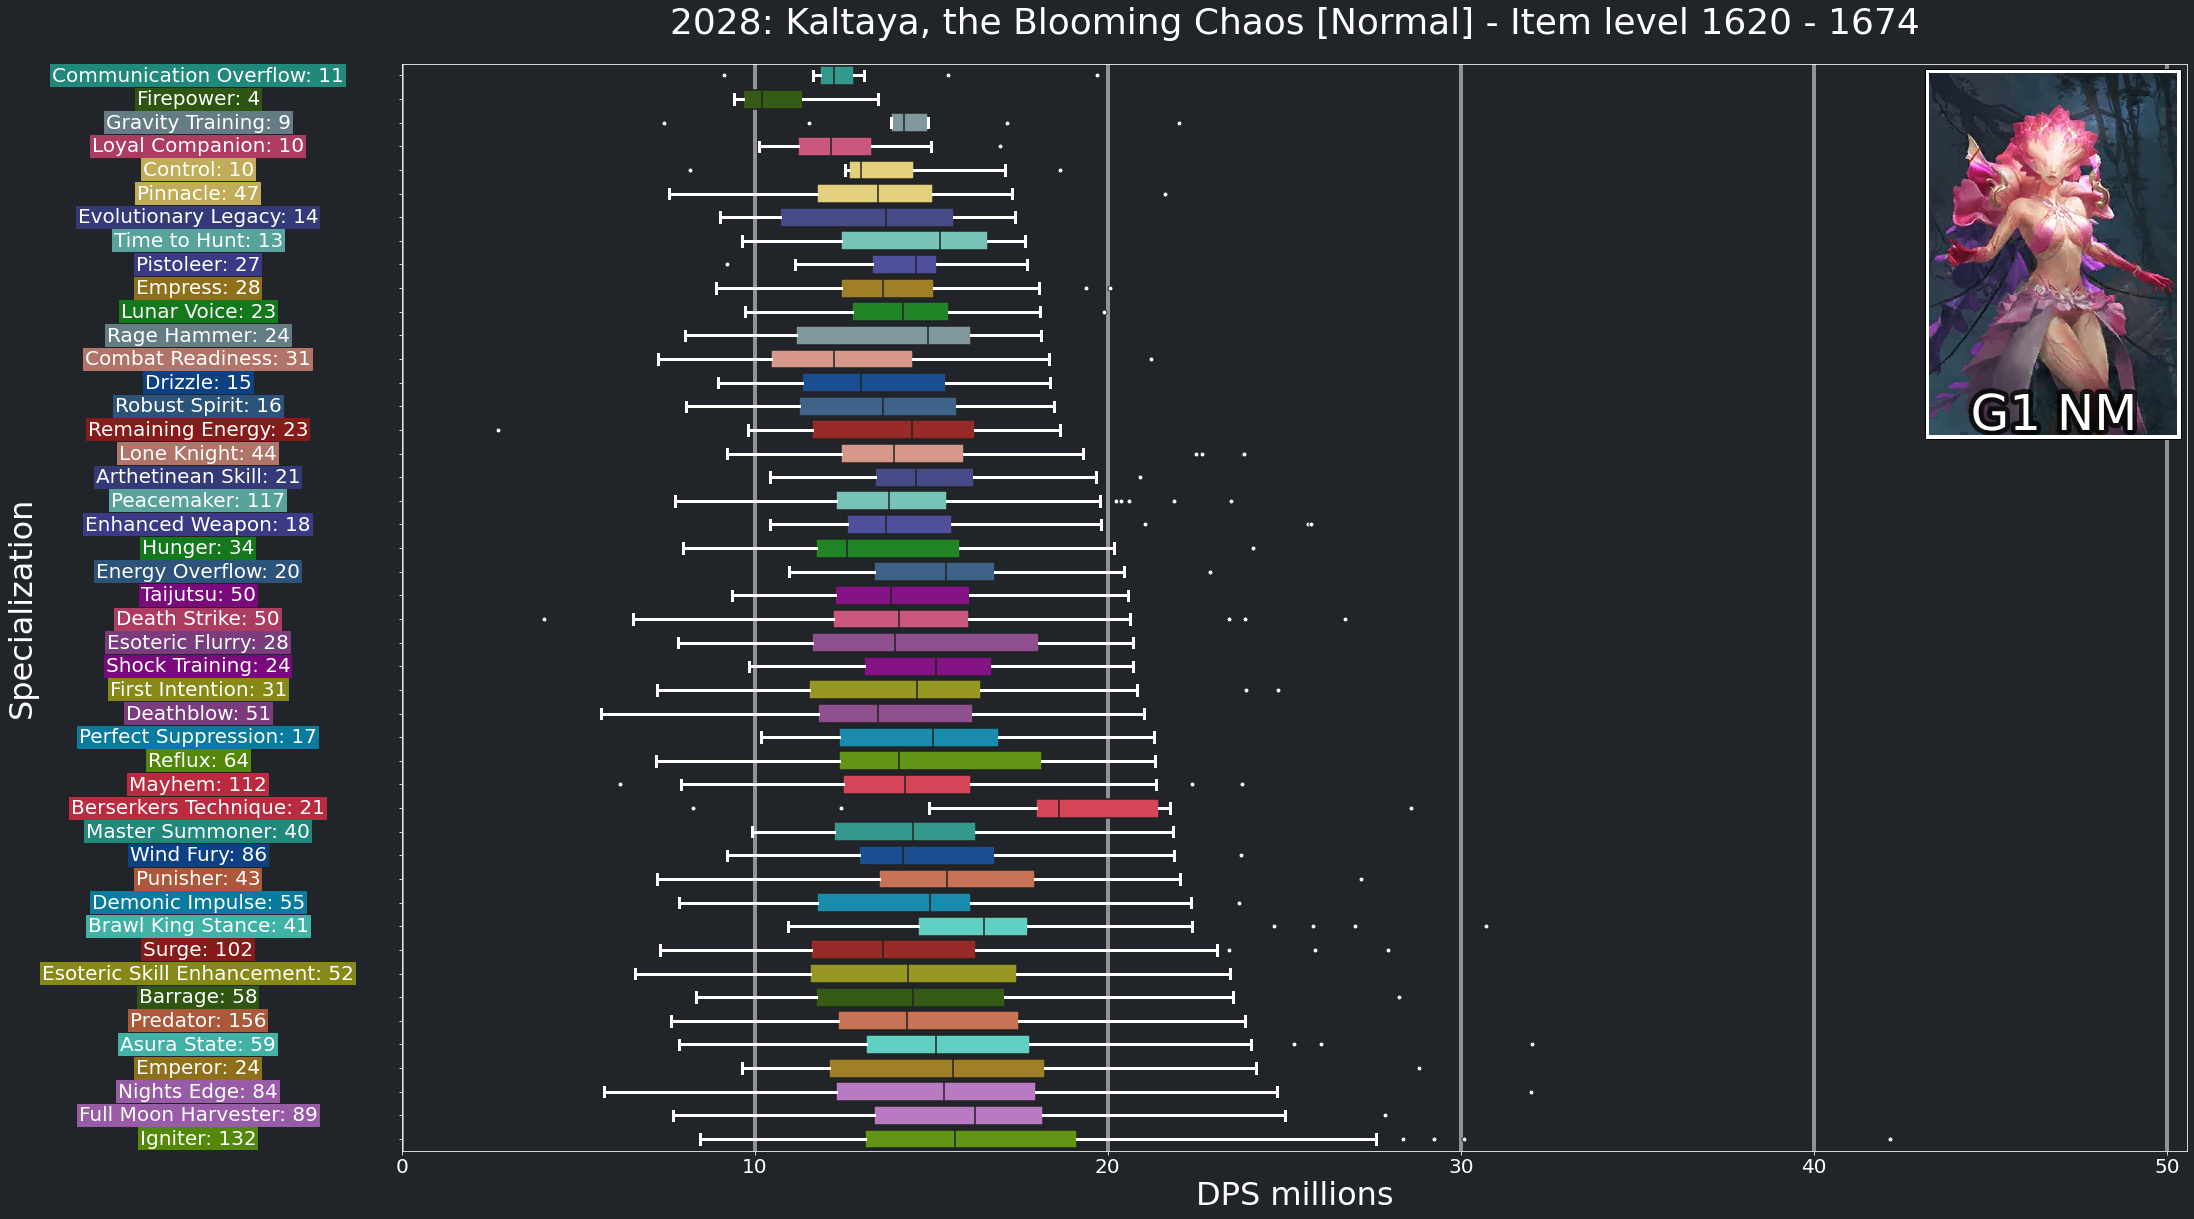 2028: Kaltaya, the Blooming Chaos [Normal] - Item level 1620 - 1674
Communication Overflow: 11
Firepower: 4
Gravity Training: 9
Loyal Companion: 10
Control: 10
Pinnacle: 47
Evolutionary Legacy: 14
Time to Hunt: 13
Pistoleer: 27
Empress: 28
Lunar Voice: 23
Rage Hammer: 24
Combat Readiness: 31
Drizzle: 15
Robust Spirit: 16
Remaining Energy: 23
Lone Knight: 44
Arthetinean Skill: 21
Peacemaker: 117
Enhanced Weapon: 18
Hunger: 34
Energy Overflow: 20
Taijutsu: 50
Death Strike: 50
Esoteric Flurry: 28
Shock Training: 24
First Intention: 31
Deathblow: 51
Perfect Suppression: 17
Reflux: 64
Mayhem: 112
Berserkers Technique: 21
Master Summoner: 40
Wind Fury: 86
Punisher: 43
Demonic Impulse: 55
Brawl King Stance: 41
Surge: 102
Esoteric Skill Enhancement: 52
Barrage: 58
Predator: 156
Asura State: 59
Emperor: 24
Nights Edge: 84
Full Moon Harvester: 89
Igniter: 132
Specialization
G1 NM
0 10 20 30 40 50
DPS millions